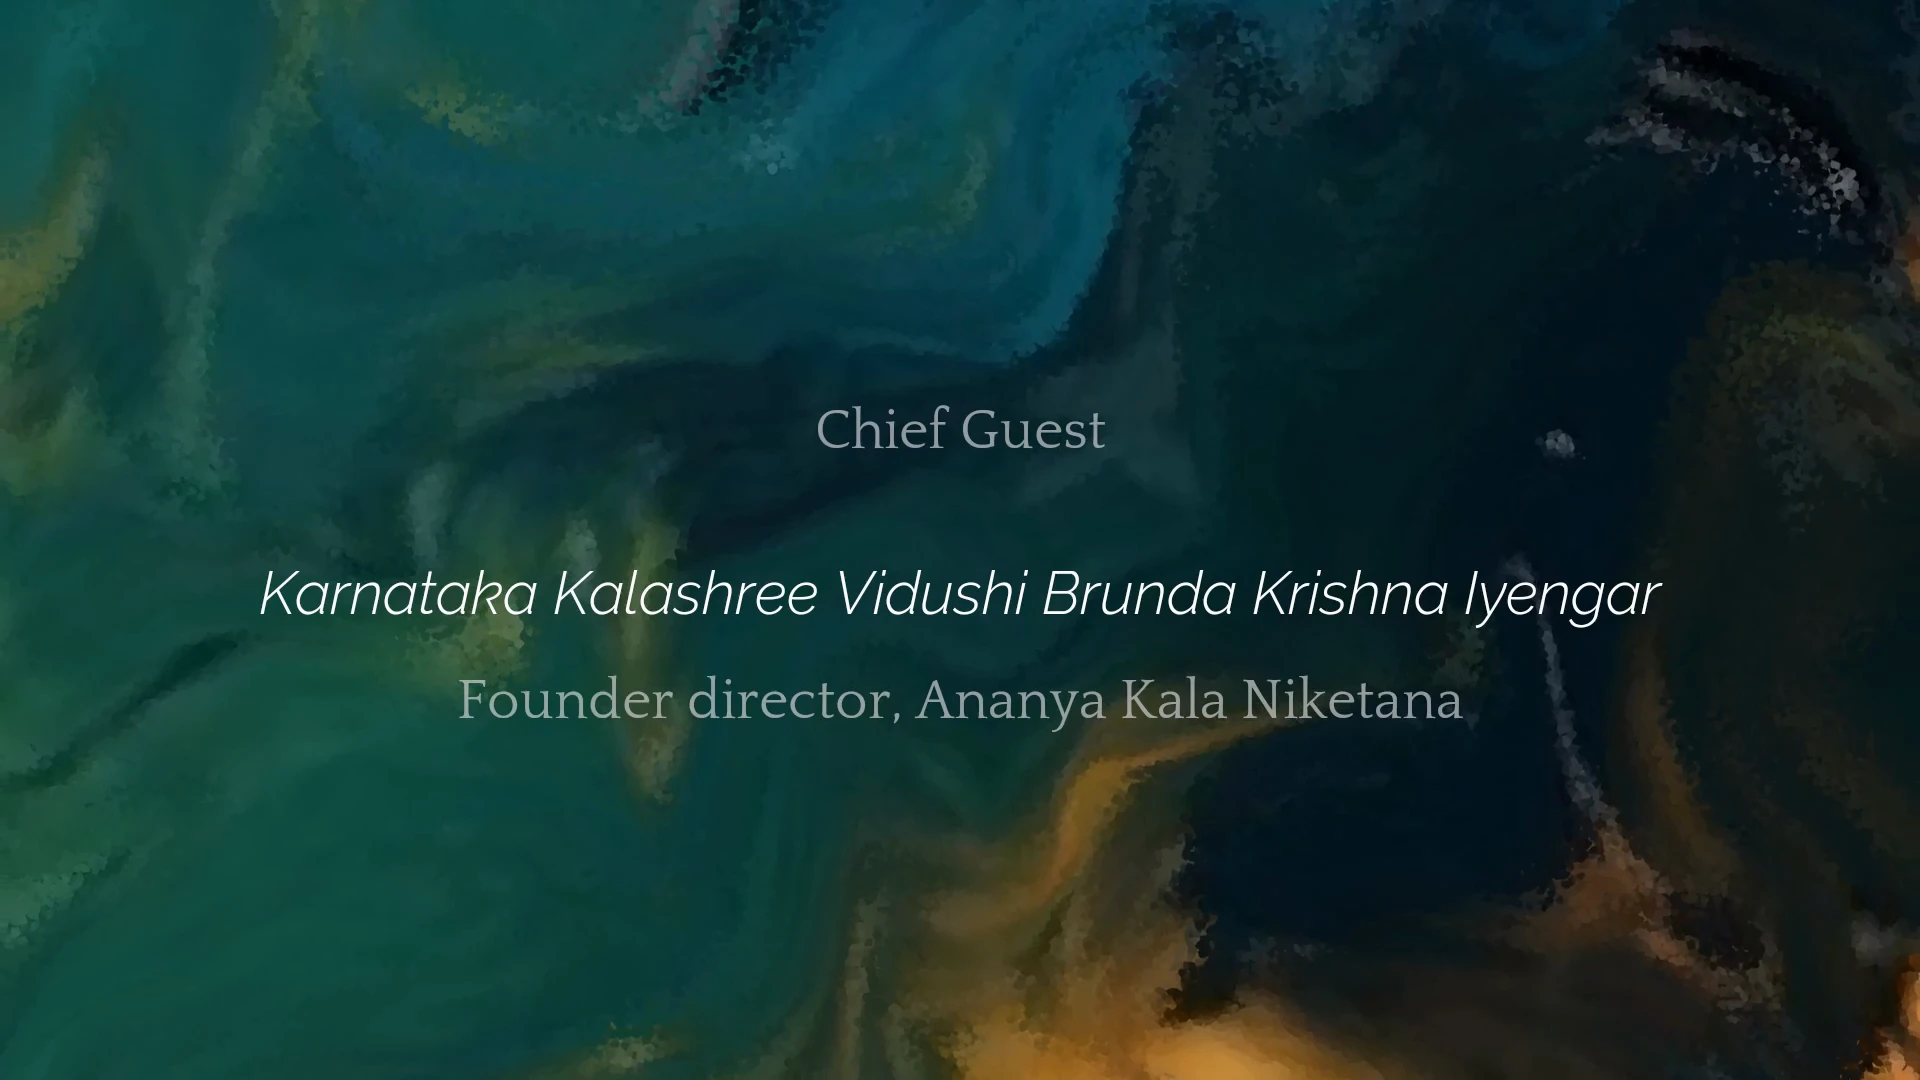 Chief Guest
Karnataka Kalashree Vidushi Brunda Krishna Iyengar
Founder director, Ananya Kala Niketana